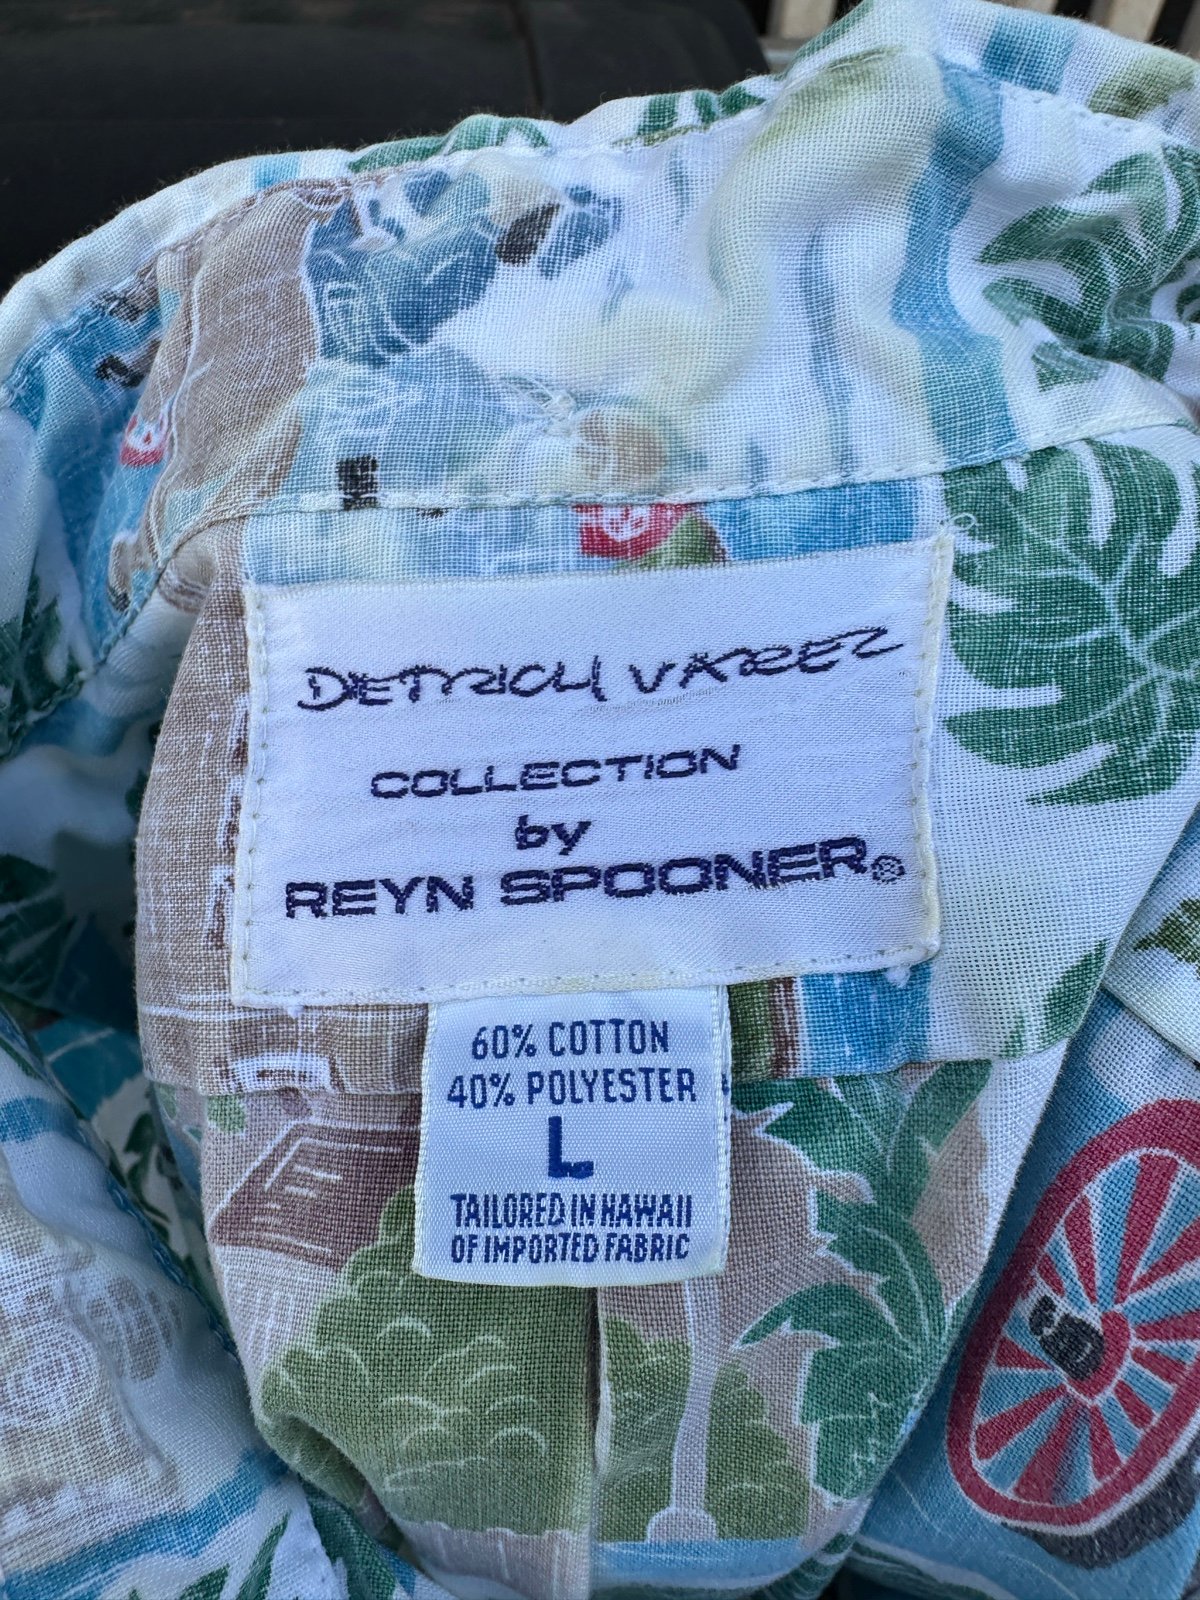 DIETRICH VAREZ
COLLECTION
by
REYN SPOONER®
60% COTTON
40% POLYESTER
L
TAILORED IN HAWAII
OF IMPORTED FABRIC